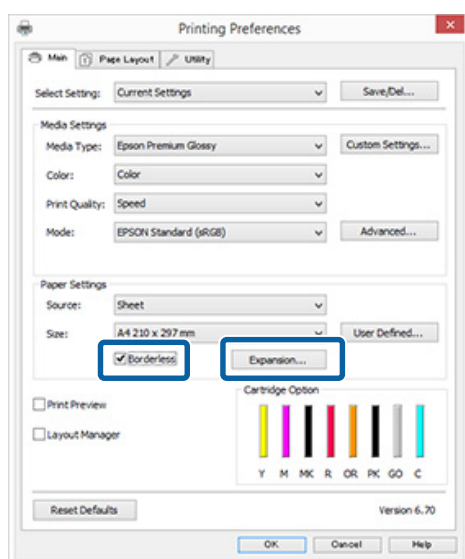 Printing Preferences
Main Page Layout Utility
Select Setting: Current Settings Save/Del...
Media Settings
Media Type: Epson Premium Glossy Custom Settings...
Color: Color
Print Quality: Speed
Mode: EPSON Standard (sRGB) Advanced...
Paper Settings
Source: Sheet
Size: A4 210 x 297 mm User Defined...
Borderless Expansion...
Print Preview
Layout Manager
Cartridge Option
Y M MK R OR PK GO C
Reset Defaults Version 6.70
OK Cancel Help